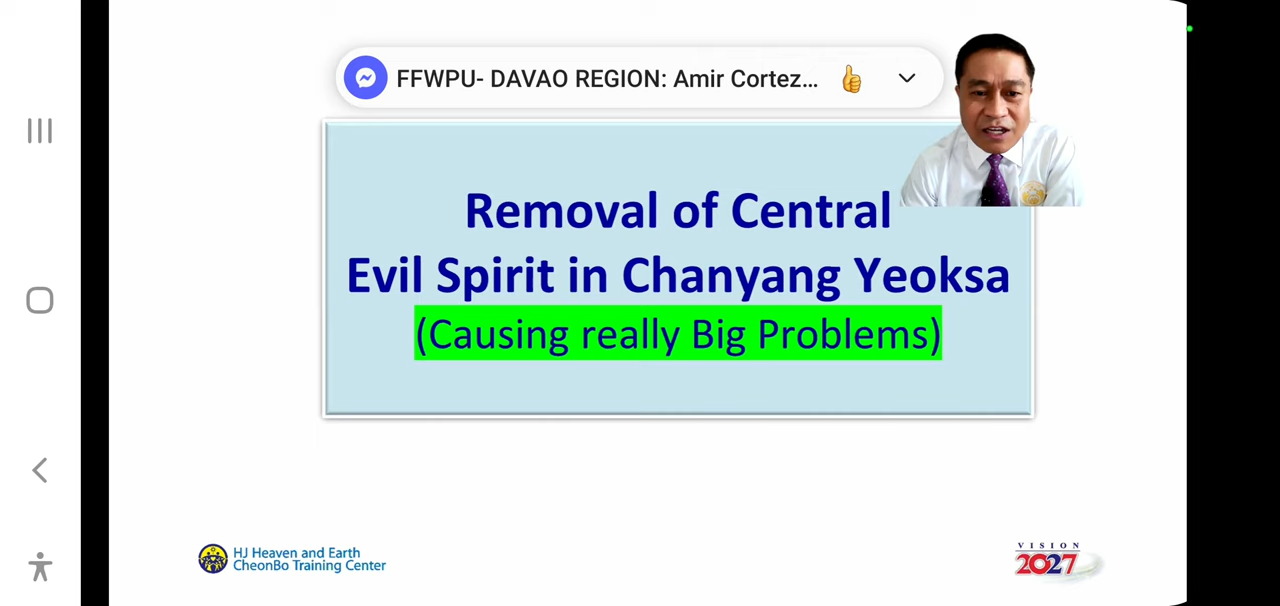 FFWPU- DAVAO REGION: Amir Cortez... 👍
Removal of Central
Evil Spirit in Chanyang Yeoksa
(Causing really Big Problems)
HJ Heaven and Earth
CheonBo Training Center
VISION
2027